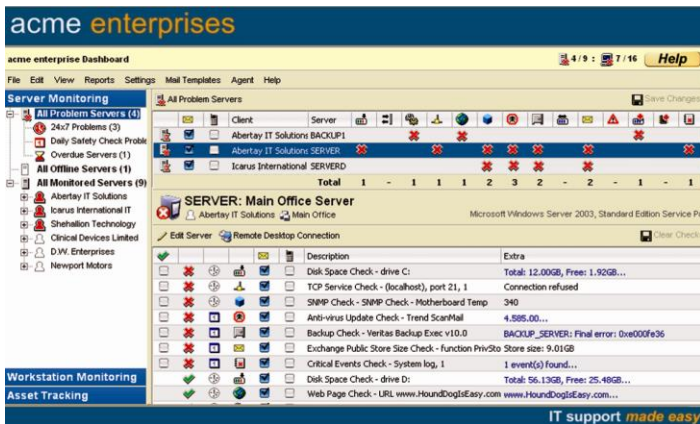 acme enterprises
acme enterprise Dashboard
4/9 : 7/16 Help
File Edit View Reports Settings Mail Templates Agent Help
Server Monitoring
All Problem Servers (4)
24x7 Problems (3)
Daily Safety Check Proble
Overdue Servers (1)
All Offline Servers (1)
All Monitored Servers (9)
Abertay IT Solutions
Icarus International IT
Shehallion Technology
Clinical Devices Limited
D.W. Enterprises
Newport Motors
Workstation Monitoring
Asset Tracking
All Problem Servers Save Changes
Client Server
Abertay IT Solutions BACKUP1
Abertay IT Solutions SERVER
Icarus International SERVERD
Total 1 - 1 1 1 2 3 2 - 2 - 1 - 1
SERVER: Main Office Server
Abertay IT Solutions Main Office Microsoft Windows Server 2003, Standard Edition Service P
Edit Server Remote Desktop Connection Clear Check
Description Extra
Disk Space Check - drive C: Total: 12.00GB, Free: 1.92GB...
TCP Service Check - (localhost), port 21, 1 Connection refused
SNMP Check - SNMP Check - Motherboard Temp 340
Anti-virus Update Check - Trend ScanMail 4.585.00...
Backup Check - Veritas Backup Exec v10.0 BACKUP_SERVER: Final error: 0xe000fe36
Exchange Public Store Size Check - function PrivSto Store size: 9.01GB
Critical Events Check - System log, 1 1 event(s) found...
Disk Space Check - drive D: Total: 56.13GB, Free: 25.48GB...
Web Page Check - URL www.HoundDogIsEasy.com www.HoundDogIsEasy.com...
IT support made easy